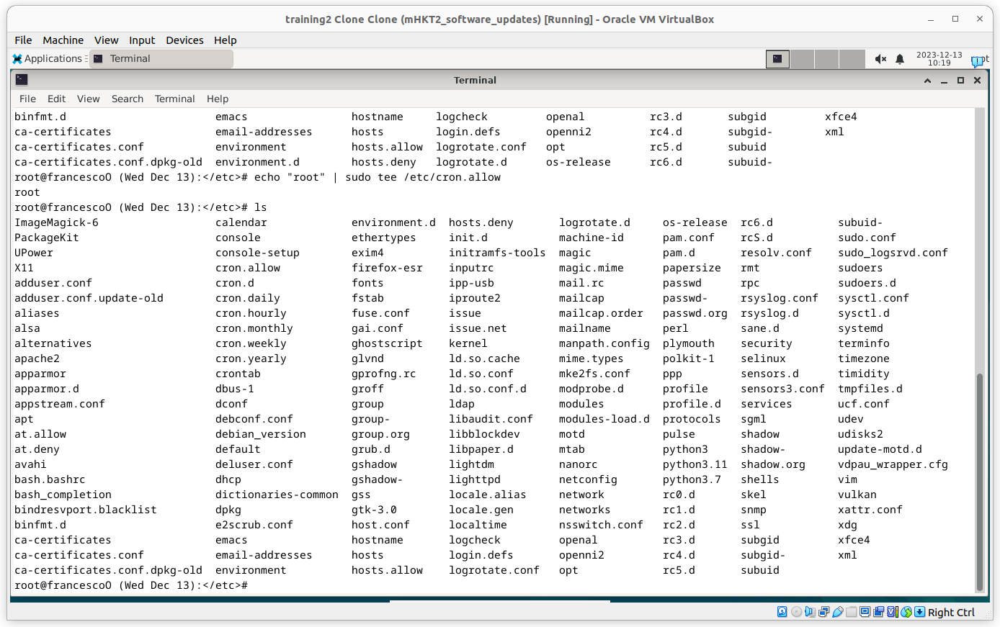 training2 Clone Clone (mHKT2_software_updates) [Running] - Oracle VM VirtualBox
File Machine View Input Devices Help
Applications Terminal 2023-12-13
10:19
Terminal
File Edit View Search Terminal Help
binfmt.d emacs hostname logcheck openal rc3.d subgid xfce4
ca-certificates email-addresses hosts login.defs openni2 rc4.d subgid- xml
ca-certificates.conf environment hosts.allow logrotate.conf opt rc5.d subuid
ca-certificates.conf.dpkg-old environment.d hosts.deny logrotate.d os-release rc6.d subuid-
root@francescoO (Wed Dec 13):</etc># echo "root" | sudo tee /etc/cron.allow
root
root@francescoO (Wed Dec 13):</etc># ls
ImageMagick-6 calendar environment.d hosts.deny logrotate.d os-release rc6.d subuid-
PackageKit console ethertypes init.d machine-id pam.conf rcS.d sudo.conf
UPower console-setup exim4 initramfs-tools magic pam.d resolv.conf sudo_logsrvd.conf
X11 cron.allow firefox-esr inputrc magic.mime papersize rmt sudoers
adduser.conf cron.d fonts ipp-usb mail.rc passwd rpc sudoers.d
adduser.conf.update-old cron.daily fstab iproute2 mailcap passwd- rsyslog.conf sysctl.conf
aliases cron.hourly fuse.conf issue mailcap.order passwd.org rsyslog.d sysctl.d
alsa cron.monthly gai.conf issue.net mailname perl sane.d systemd
alternatives cron.weekly ghostscript kernel manpath.config plymouth security terminfo
apache2 cron.yearly glvnd ld.so.cache mime.types polkit-1 selinux timezone
apparmor crontab gprofng.rc ld.so.conf mke2fs.conf ppp sensors.d timidity
apparmor.d dbus-1 groff ld.so.conf.d modprobe.d profile sensors3.conf tmpfiles.d
appstream.conf dconf group ldap modules profile.d services ucf.conf
apt debconf.conf group- libaudit.conf modules-load.d protocols sgml udev
at.allow debian_version group.org libblockdev motd pulse shadow udisks2
at.deny default grub.d libpaper.d mtab python3 shadow- update-motd.d
avahi deluser.conf gshadow lightdm nanorc python3.11 shadow.org vdpau_wrapper.cfg
bash.bashrc dhcp gshadow- lighttpd netconfig python3.7 shells vim
bash_completion dictionaries-common gss locale.alias network rc0.d skel vulkan
bindresvport.blacklist dpkg gtk-3.0 locale.gen networks rc1.d snmp xattr.conf
binfmt.d e2scrub.conf host.conf localtime nsswitch.conf rc2.d ssl xdg
ca-certificates emacs hostname logcheck openal rc3.d subgid xfce4
ca-certificates.conf email-addresses hosts login.defs openni2 rc4.d subgid- xml
ca-certificates.conf.dpkg-old environment hosts.allow logrotate.conf opt rc5.d subuid
root@francescoO (Wed Dec 13):</etc>#
Right Ctrl